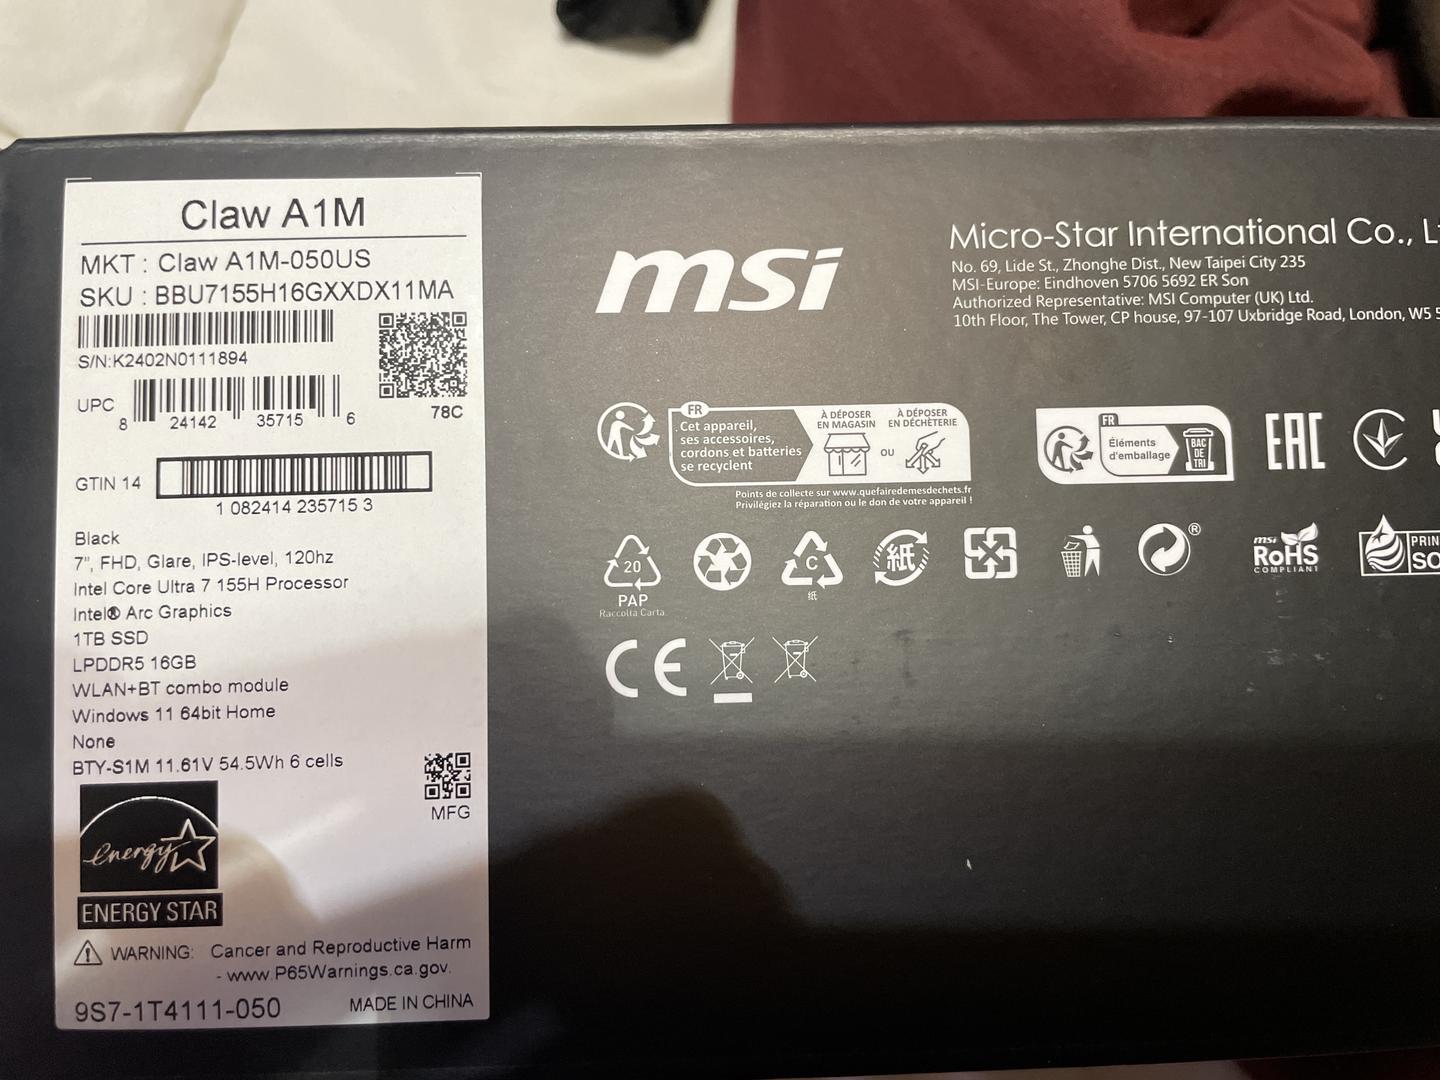 Claw A1M
MKT : Claw A1M-050US
SKU : BBU7155H16GXXDX11MA
S/N:K2402N0111894
78C
UPC
8 24142 35715 6
GTIN 14
1 082414 235715 3
Black
7", FHD, Glare, IPS-level, 120hz
Intel Core Ultra 7 155H Processor
Intel® Arc Graphics
1TB SSD
LPDDR5 16GB
WLAN+BT combo module
Windows 11 64bit Home
None
BTY-S1M 11.61V 54.5Wh 6 cells
MFG
energy
ENERGY STAR
WARNING: Cancer and Reproductive Harm
- www.P65Warnings.ca.gov.
9S7-1T4111-050
MADE IN CHINA
msi
Micro-Star International Co.,
No. 69, Lide St., Zhonghe Dist., New Taipei City 235
MSI-Europe: Eindhoven 5706 5692 ER Son
Authorized Representative: MSI Computer (UK) Ltd.
10th Floor, The Tower, CP house, 97-107 Uxbridge Road, London, W5
FR
Cet appareil,
ses accessoires,
cordons et batteries
se recyclent
À DÉPOSER
EN MAGASIN
OU
À DÉPOSER
EN DÉCHÈTERIE
Points de collecte sur www.quefairedemesdechets.fr
Privilégiez la réparation ou le don de votre appareil !
FR
Éléments
d'emballage
BAC
DE
TRI
EAC
20
PAP
Raccolta Carta
C
纸
紙
®
msi
RoHS
COMPLIANT
CE